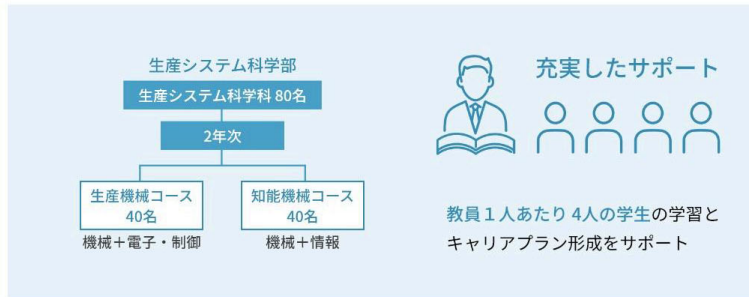 生産システム科学部
生産システム科学科 80名
2年次
生産機械コース
40名
機械＋電子・制御
知能機械コース
40名
機械＋情報
充実したサポート
教員１人あたり 4人の学生の学習と
キャリアプラン形成をサポート